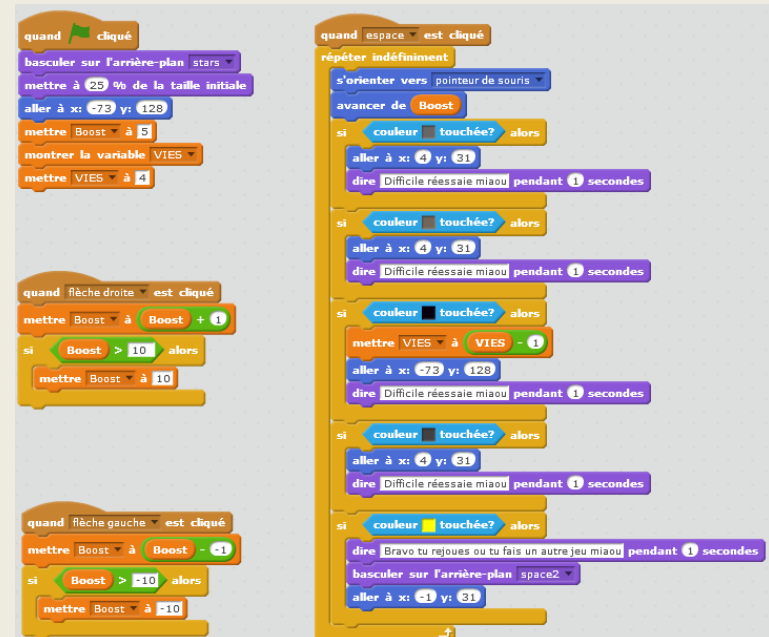 quand cliqué
basculer sur l'arrière-plan stars
mettre à 25 % de la taille initiale
aller à x: -73 y: 128
mettre Boost à 5
montrer la variable VIES
mettre VIES à 4
quand flèche droite est cliqué
mettre Boost à Boost + 1
si Boost > 10 alors
mettre Boost à 10
quand flèche gauche est cliqué
mettre Boost à Boost - -1
si Boost > -10 alors
mettre Boost à -10
quand espace est cliqué
répéter indéfiniment
s'orienter vers pointeur de souris
avancer de Boost
si couleur touchée? alors
aller à x: 4 y: 31
dire Difficile réessaie miaou pendant 1 secondes
si couleur touchée? alors
aller à x: 4 y: 31
dire Difficile réessaie miaou pendant 1 secondes
si couleur touchée? alors
mettre VIES à VIES - 1
aller à x: -73 y: 128
dire Difficile réessaie miaou pendant 1 secondes
si couleur touchée? alors
aller à x: 4 y: 31
dire Difficile réessaie miaou pendant 1 secondes
si couleur touchée? alors
dire Bravo tu rejoues ou tu fais un autre jeu miaou pendant 1 secondes
basculer sur l'arrière-plan space2
aller à x: -1 y: 31